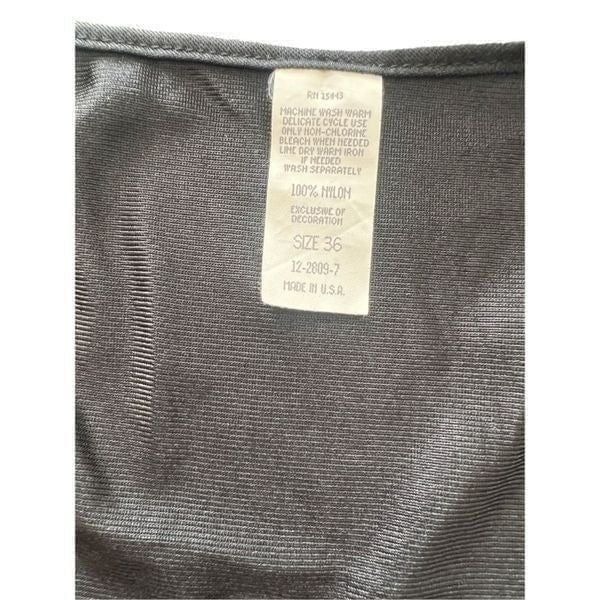 RN 15443
MACHINE WASH WARM
DELICATE CYCLE USE
ONLY NON-CHLORINE
BLEACH WHEN NEEDED
LINE DRY WARM IRON
IF NEEDED
WASH SEPARATELY
100% NYLON
EXCLUSIVE OF
DECORATION
SIZE 36
12-2809-7
MADE IN U.S.A.